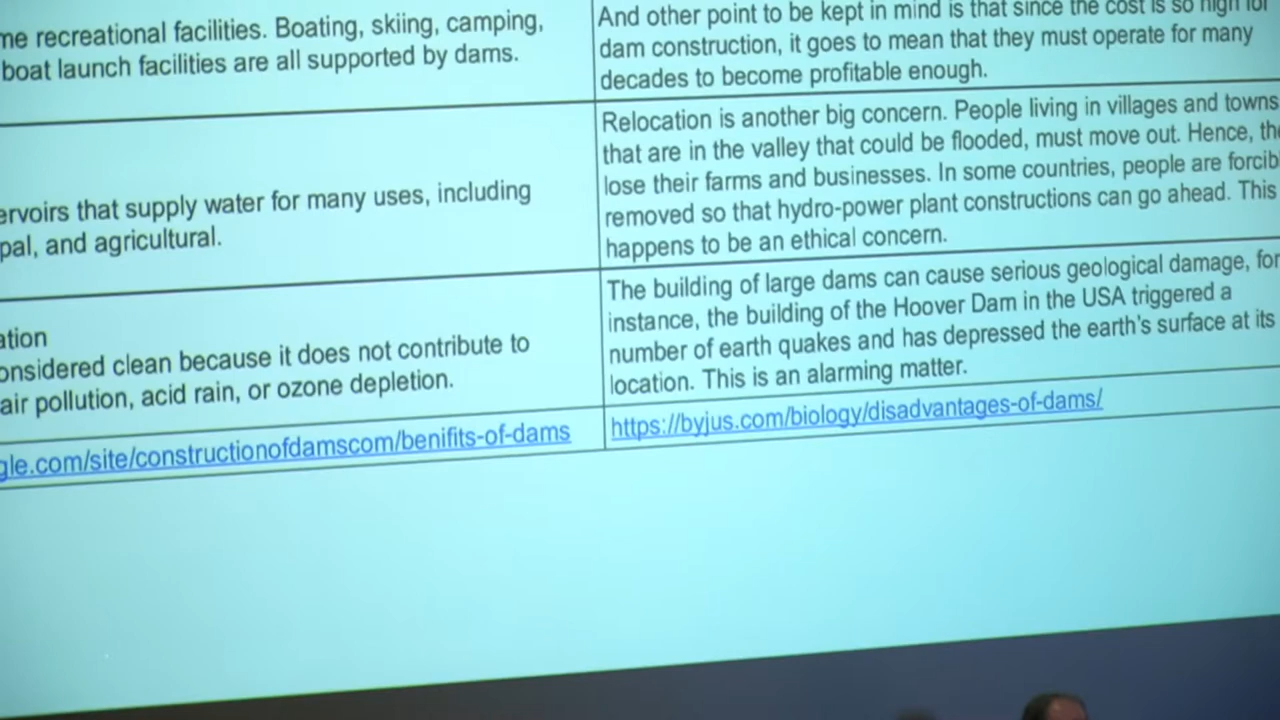 me recreational facilities. Boating, skiing, camping,
boat launch facilities are all supported by dams.
And other point to be kept in mind is that since the cost is so high for
dam construction, it goes to mean that they must operate for many
decades to become profitable enough.
ervoirs that supply water for many uses, including
pal, and agricultural.
Relocation is another big concern. People living in villages and towns
that are in the valley that could be flooded, must move out. Hence, the
lose their farms and businesses. In some countries, people are forcib
removed so that hydro-power plant constructions can go ahead. This
happens to be an ethical concern.
ation
onsidered clean because it does not contribute to
air pollution, acid rain, or ozone depletion.
The building of large dams can cause serious geological damage, for
instance, the building of the Hoover Dam in the USA triggered a
number of earth quakes and has depressed the earth's surface at its
location. This is an alarming matter.
gle.com/site/constructionofdamscom/benifits-of-dams
https://byjus.com/biology/disadvantages-of-dams/